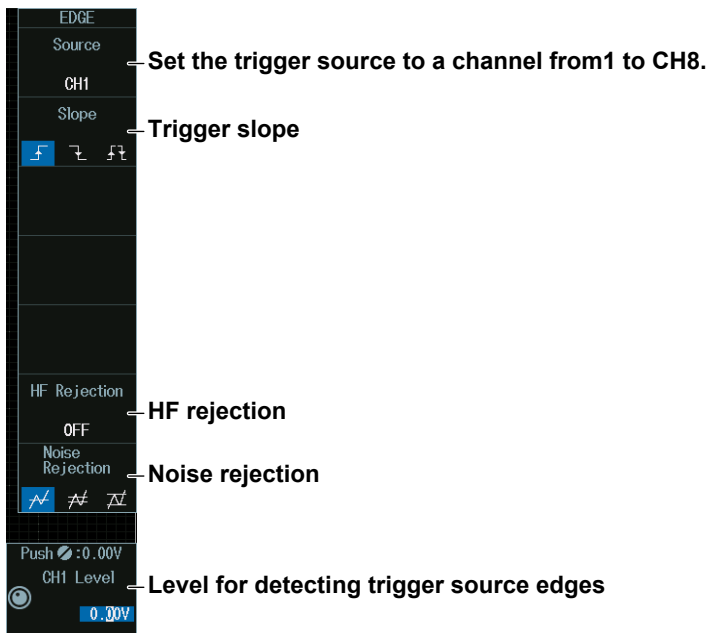 EDGE
Source
CH1
Set the trigger source to a channel from1 to CH8.
Slope
Trigger slope
HF Rejection
OFF
HF rejection
Noise
Rejection
Noise rejection
Push :0.00V
CH1 Level
0.00V
Level for detecting trigger source edges